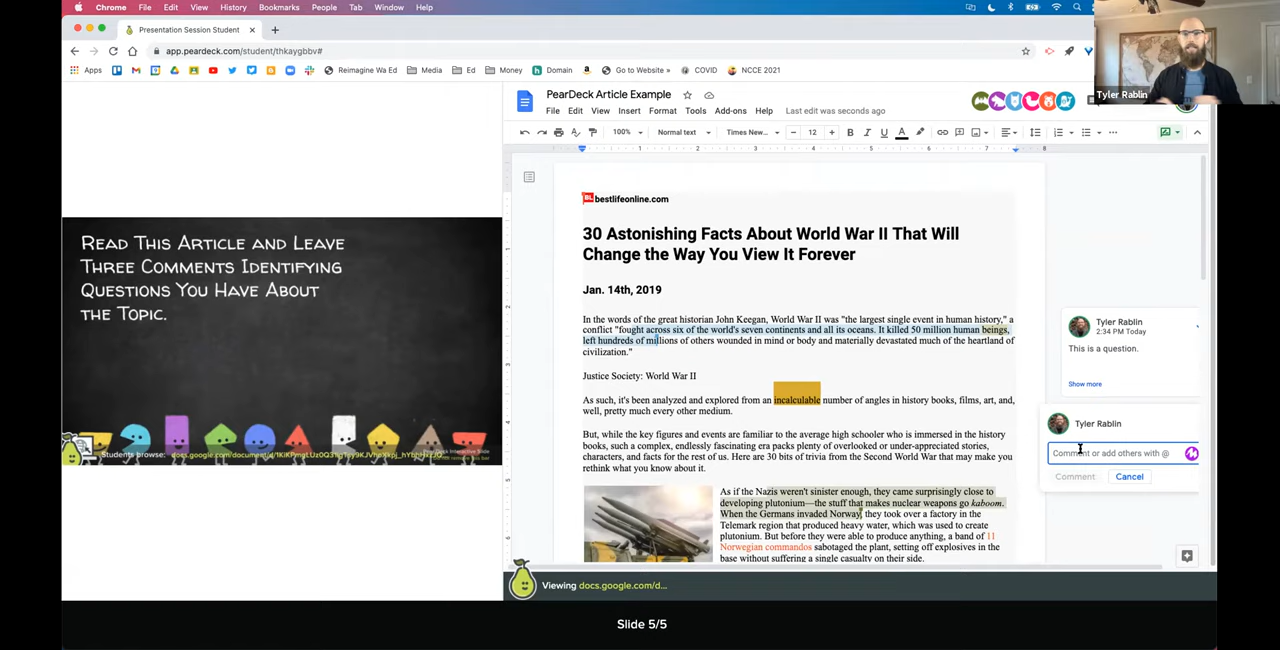 Chrome File Edit View History Bookmarks People Tab Window Help
Presentation Session Student
app.peardeck.com/student/thkaygbbv#
Apps Reimagine Wa Ed Media Ed Money Domain Go to Website » COVID NCCE 2021
Tyler Rablin
READ THIS ARTICLE AND LEAVE
THREE COMMENTS IDENTIFYING
QUESTIONS YOU HAVE ABOUT
THE TOPIC.
Students browse:
PearDeck Article Example
File Edit View Insert Format Tools Add-ons Help Last edit was seconds ago
100% Normal text Times New... 12
1 2 3 4 5 6 7 8
bestlifeonline.com
30 Astonishing Facts About World War II That Will
Change the Way You View It Forever
Jan. 14th, 2019
In the words of the great historian John Keegan, World War II was "the largest single event in human history," a
conflict "fought across six of the world's seven continents and all its oceans. It killed 50 million human beings,
left hundreds of millions of others wounded in mind or body and materially devastated much of the heartland of
civilization."
Justice Society: World War II
As such, it's been analyzed and explored from an incalculable number of angles in history books, films, art, and,
well, pretty much every other medium.
But, while the key figures and events are familiar to the average high schooler who is immersed in the history
books, such a complex, endlessly fascinating era packs plenty of overlooked or under-appreciated stories,
characters, and facts for the rest of us. Here are 30 bits of trivia from the Second World War that may make you
rethink what you know about it.
As if the Nazis weren't sinister enough, they came surprisingly close to
developing plutonium—the stuff that makes nuclear weapons go kaboom.
When the Germans invaded Norway, they took over a factory in the
Telemark region that produced heavy water, which was used to create
plutonium. But before they were able to produce anything, a band of 11
Norwegian commandos sabotaged the plant, setting off explosives in the
base without suffering a single casualty on their side.
Tyler Rablin
2:34 PM Today
This is a question.
Show more
Tyler Rablin
Comment or add others with @
Comment Cancel
Viewing docs.google.com/d...
Slide 5/5